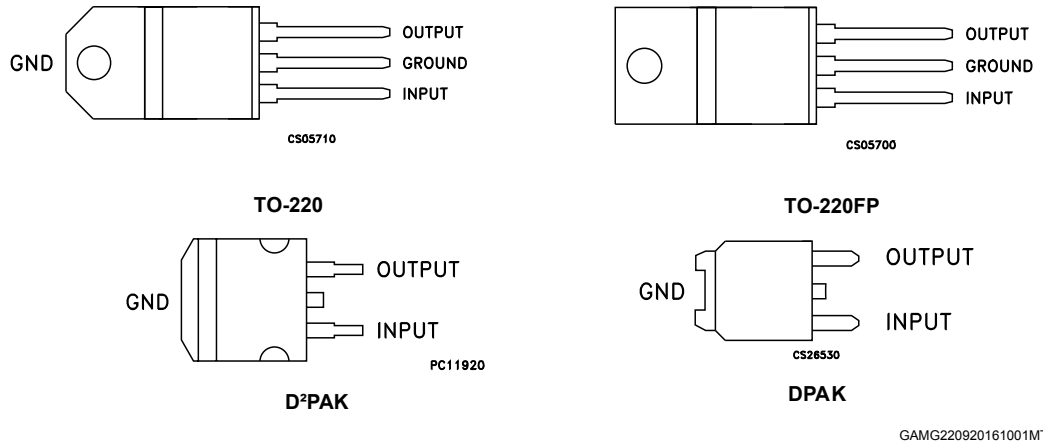 GND
OUTPUT
GROUND
INPUT
CS05710
TO-220
OUTPUT
GROUND
INPUT
CS05700
TO-220FP
GND
OUTPUT
INPUT
PC11920
D²PAK
GND
OUTPUT
INPUT
CS26530
DPAK
GAMG220920161001MT